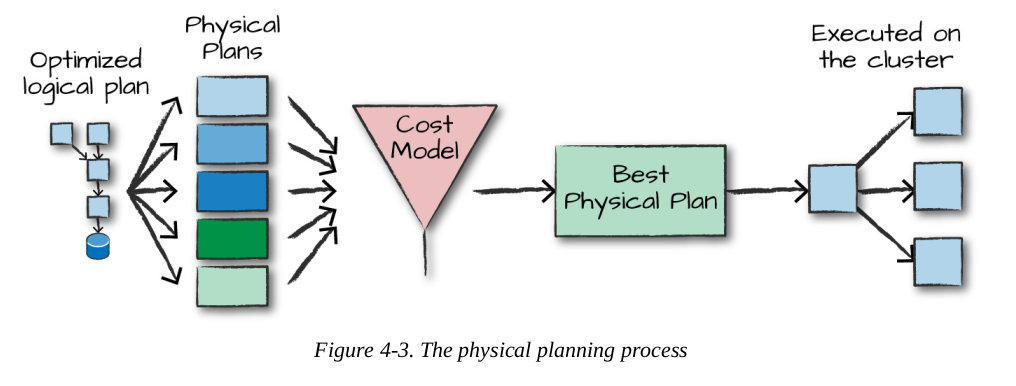 Optimized
logical plan
Physical
Plans
Cost
Model
Best
Physical Plan
Executed on
the cluster
Figure 4-3. The physical planning process